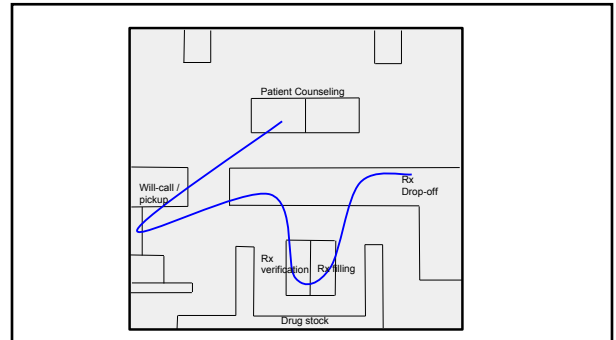 Patient Counseling
Will-call /
pickup
Rx
Drop-off
Rx
verification
Rx filling
Drug stock